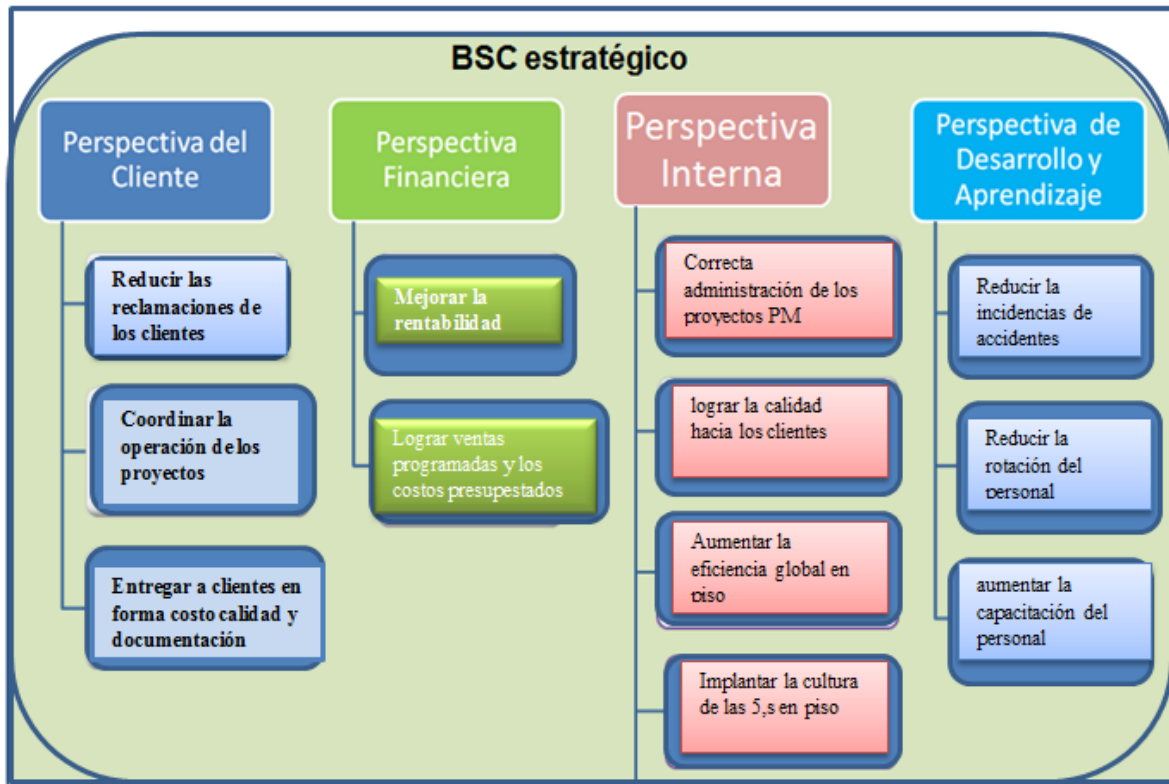 BSC estratégico
Perspectiva del
Cliente
Reducir las
reclamaciones de
los clientes
Coordinar la
operación de los
proyectos
Entregar a clientes en
forma costo calidad y
documentación
Perspectiva
Financiera
Mejorar la
rentabilidad
Lograr ventas
programadas y los
costos presupestados
Perspectiva
Interna
Correcta
administración de los
proyectos PM
lograr la calidad
hacia los clientes
Aumentar la
eficiencia global en
piso
Implantar la cultura
de las 5,s en piso
Perspectiva de
Desarrollo y
Aprendizaje
Reducir la
incidencias de
accidentes
Reducir la
rotación del
personal
aumentar la
capacitación del
personal